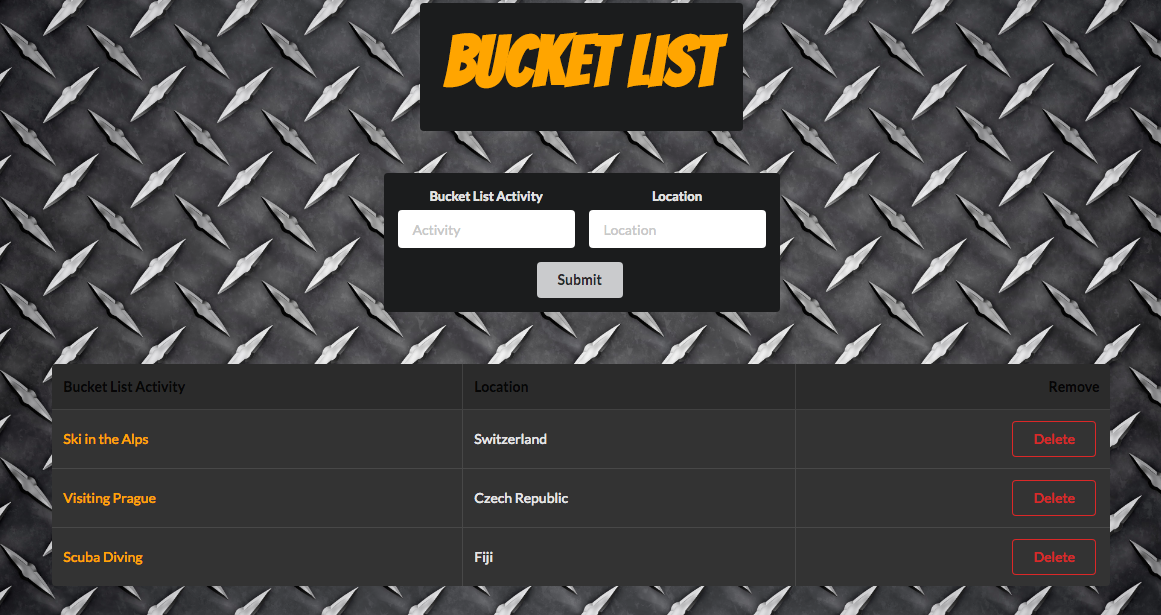 BUCKET LIST
Bucket List Activity Location
Activity Location
Submit
Bucket List Activity Location Remove
Ski in the Alps Switzerland Delete
Visiting Prague Czech Republic Delete
Scuba Diving Fiji Delete